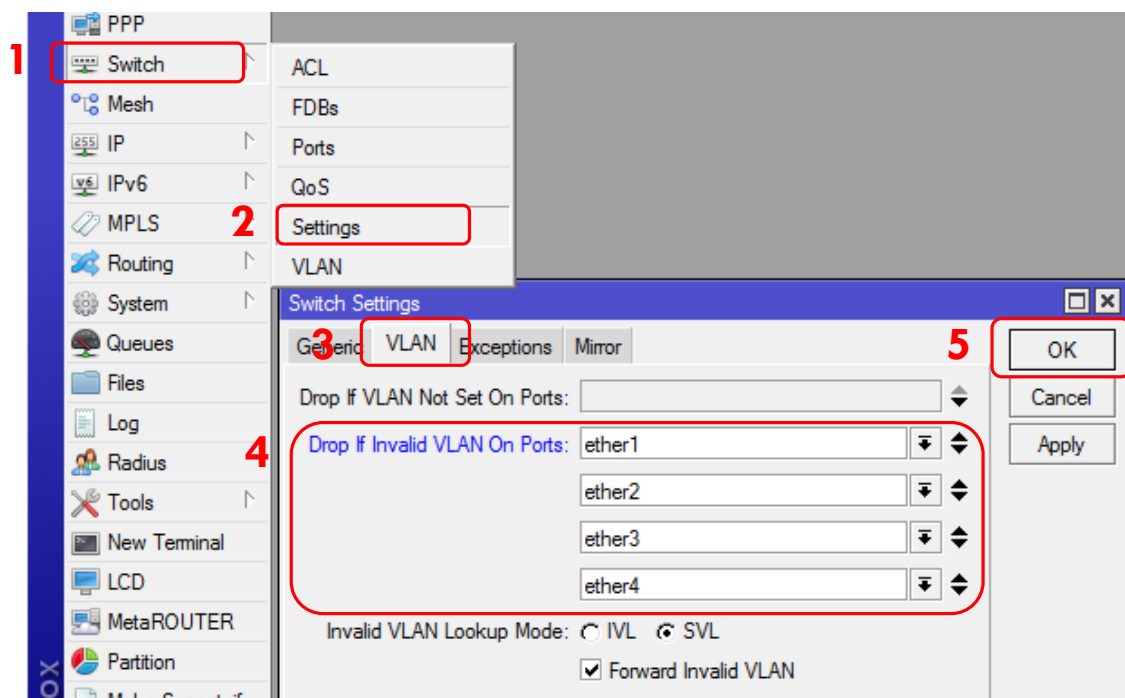 PPP
1
Switch
Mesh
255 IP
v6 IPv6
MPLS
Routing
System
Queues
Files
Log
Radius
Tools
New Terminal
LCD
MetaROUTER
Partition
ACL
FDBs
Ports
QoS
2
Settings
VLAN
Switch Settings
Generic
3
VLAN
Exceptions
Mirror
Drop If VLAN Not Set On Ports:
4
Drop If Invalid VLAN On Ports: ether1
ether2
ether3
ether4
Invalid VLAN Lookup Mode: IVL SVL
Forward Invalid VLAN
5
OK
Cancel
Apply